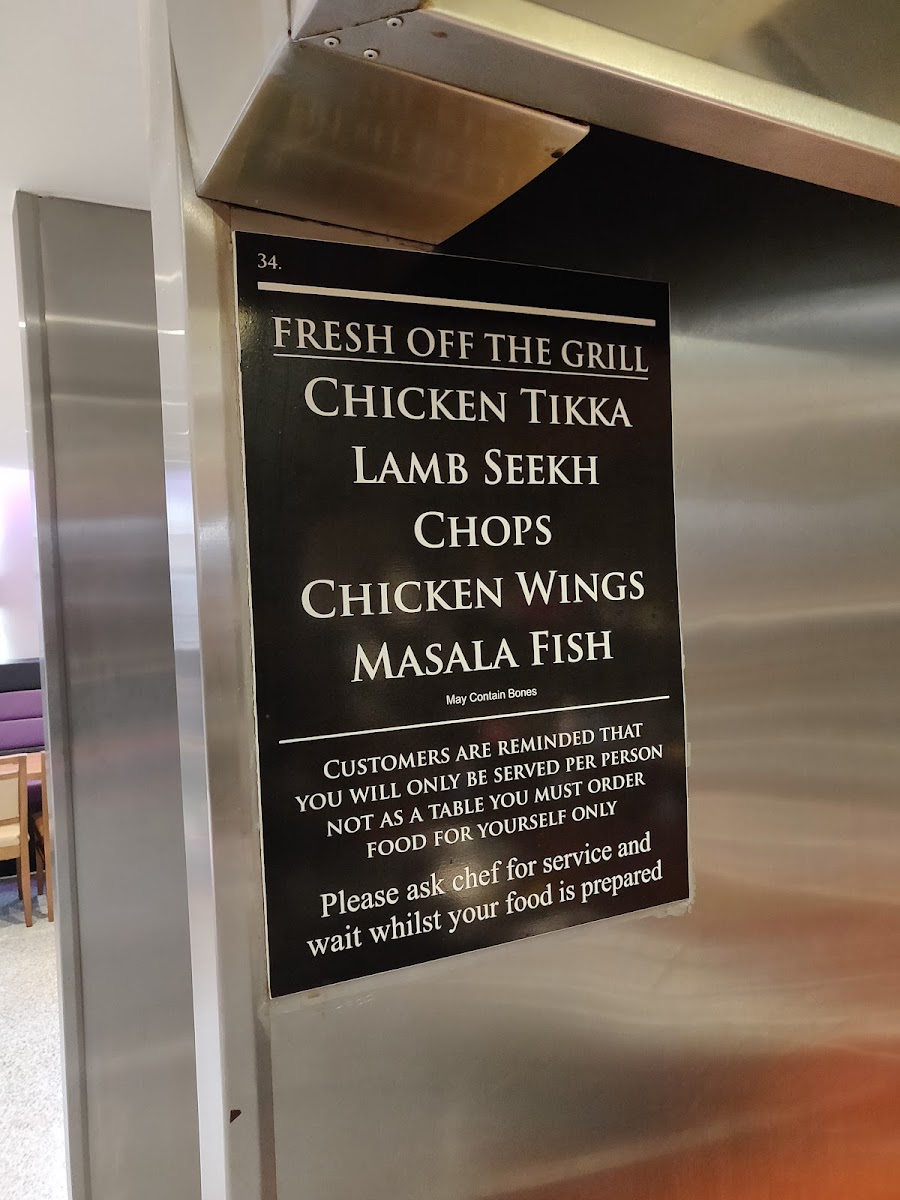 34.
FRESH OFF THE GRILL
CHICKEN TIKKA
LAMB SEEKH
CHOPS
CHICKEN WINGS
MASALA FISH
May Contain Bones
CUSTOMERS ARE REMINDED THAT
YOU WILL ONLY BE SERVED PER PERSON
NOT AS A TABLE YOU MUST ORDER
FOOD FOR YOURSELF ONLY
Please ask chef for service and
wait whilst your food is prepared